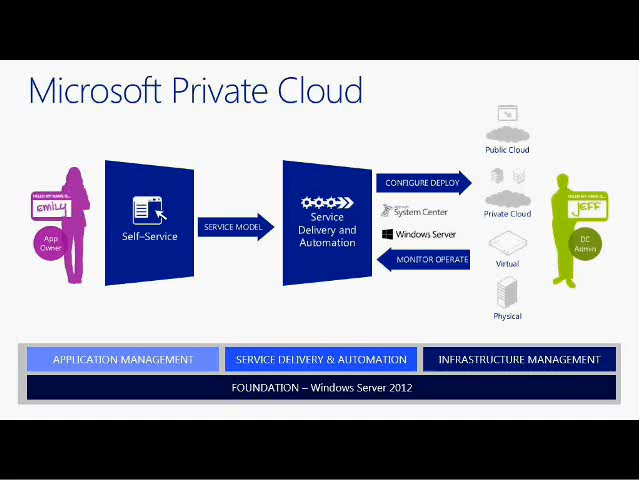 Microsoft Private Cloud
Public Cloud
HELLO MY NAME IS...
EMILY
App
Owner
Self-Service
SERVICE MODEL
Service
Delivery and
Automation
CONFIGURE DEPLOY
Microsoft
System Center
Windows Server
MONITOR OPERATE
Private Cloud
Virtual
Physical
HELLO MY NAME IS...
JEFF
DC
Admin
APPLICATION MANAGEMENT
SERVICE DELIVERY & AUTOMATION
INFRASTRUCTURE MANAGEMENT
FOUNDATION – Windows Server 2012